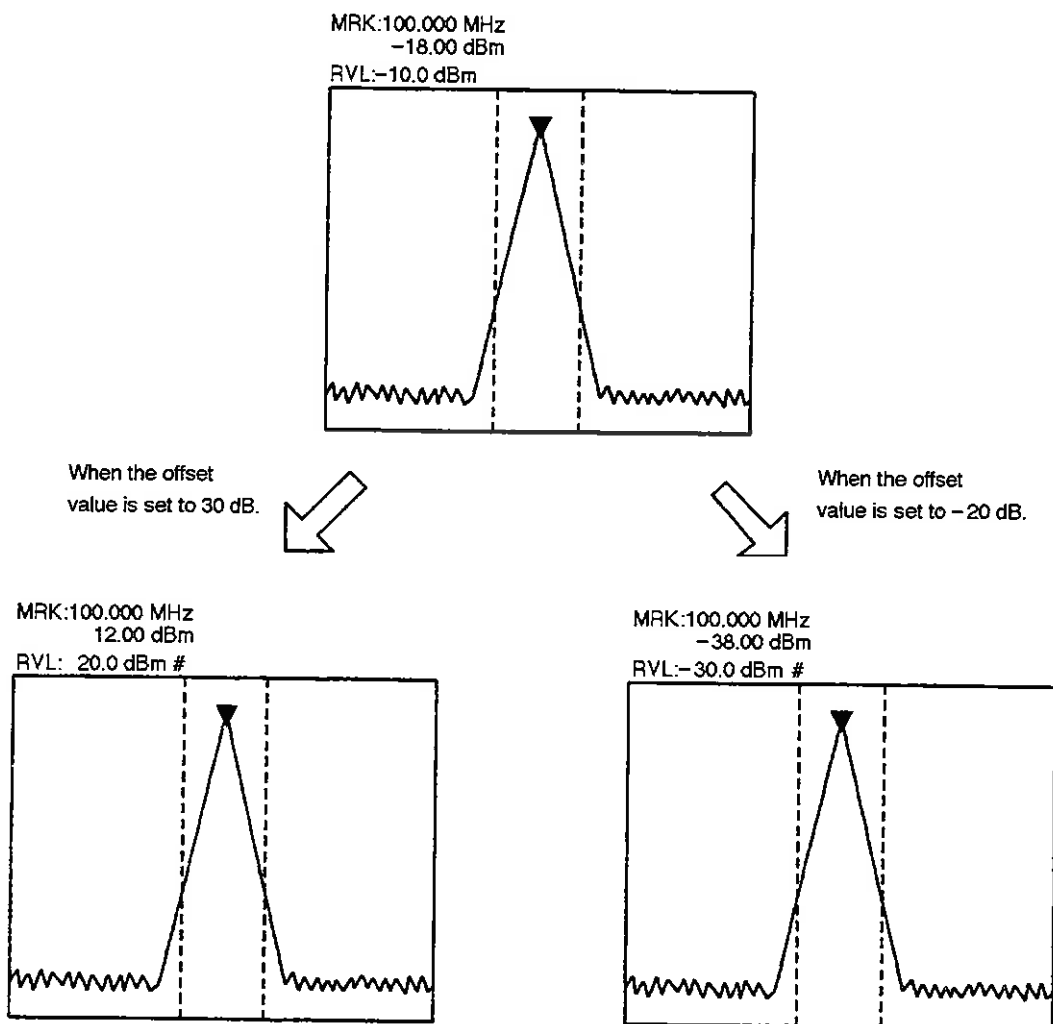 MRK:100.000 MHz
-18.00 dBm
RVL:-10.0 dBm
When the offset
value is set to 30 dB.
When the offset
value is set to -20 dB.
MRK:100.000 MHz
12.00 dBm
RVL: 20.0 dBm #
MRK:100.000 MHz
-38.00 dBm
RVL:-30.0 dBm #